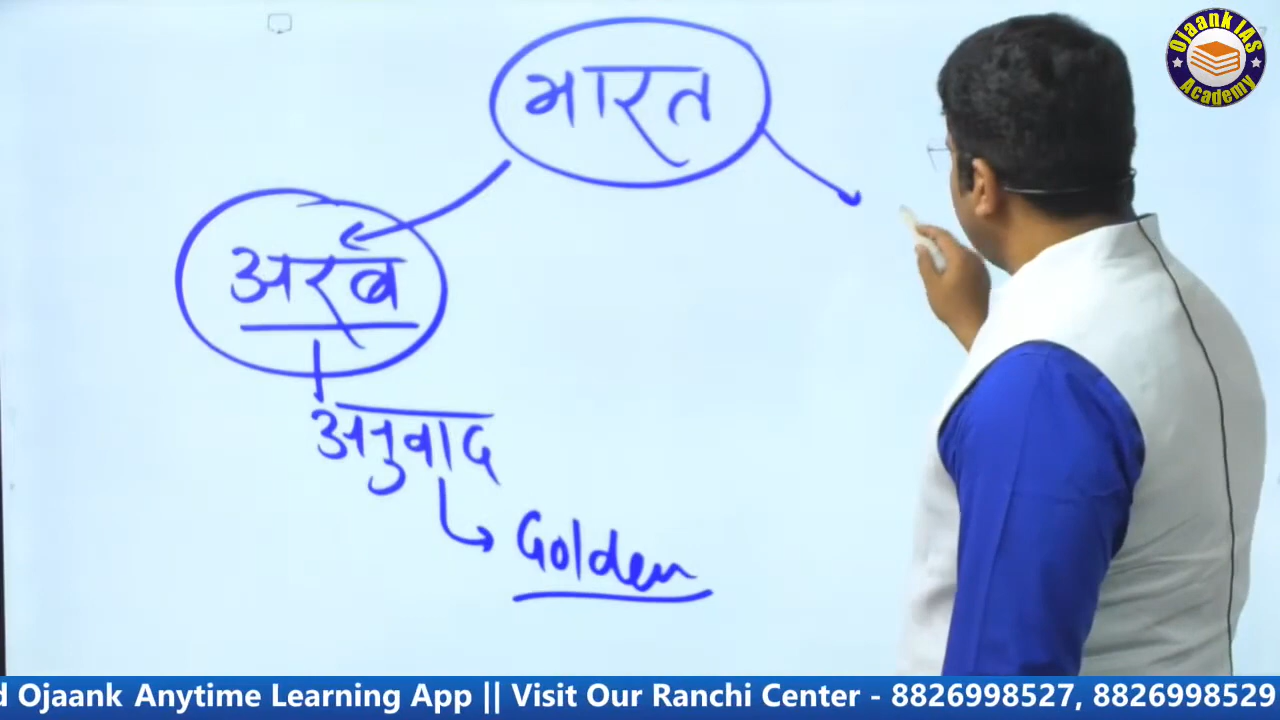 भारत
अरब
अनुवाद
Golden
Ojaank IAS
Academy
d Ojaank Anytime Learning App || Visit Our Ranchi Center - 8826998527, 8826998529